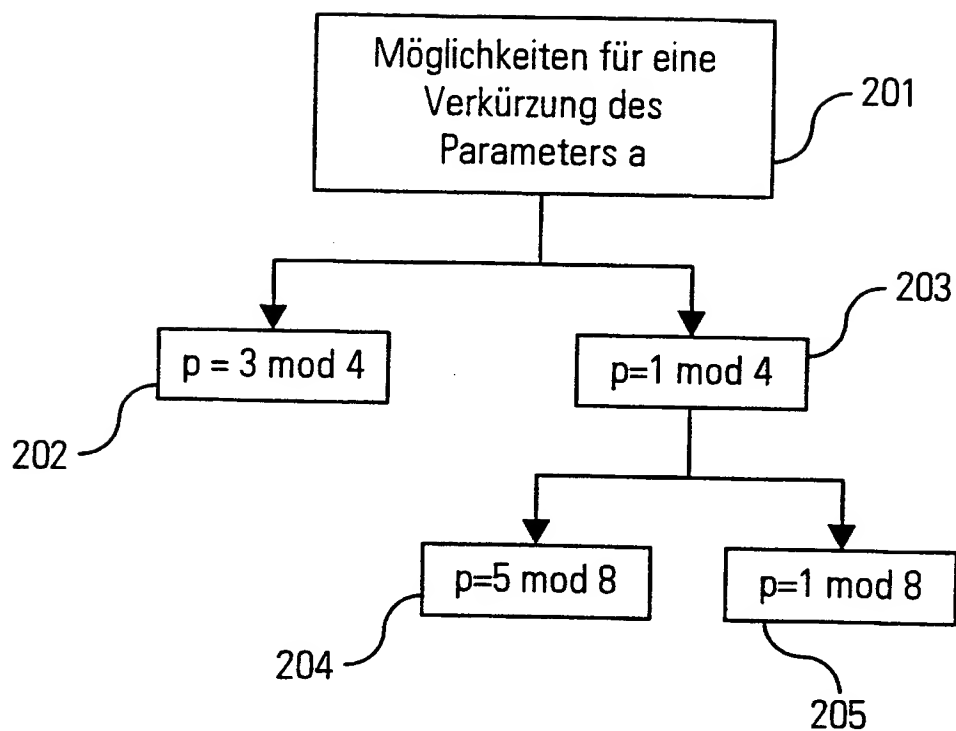 Möglichkeiten für eine
Verkürzung des
Parameters a
201
203
p = 3 mod 4
p=1 mod 4
202
p=5 mod 8
p=1 mod 8
204
205